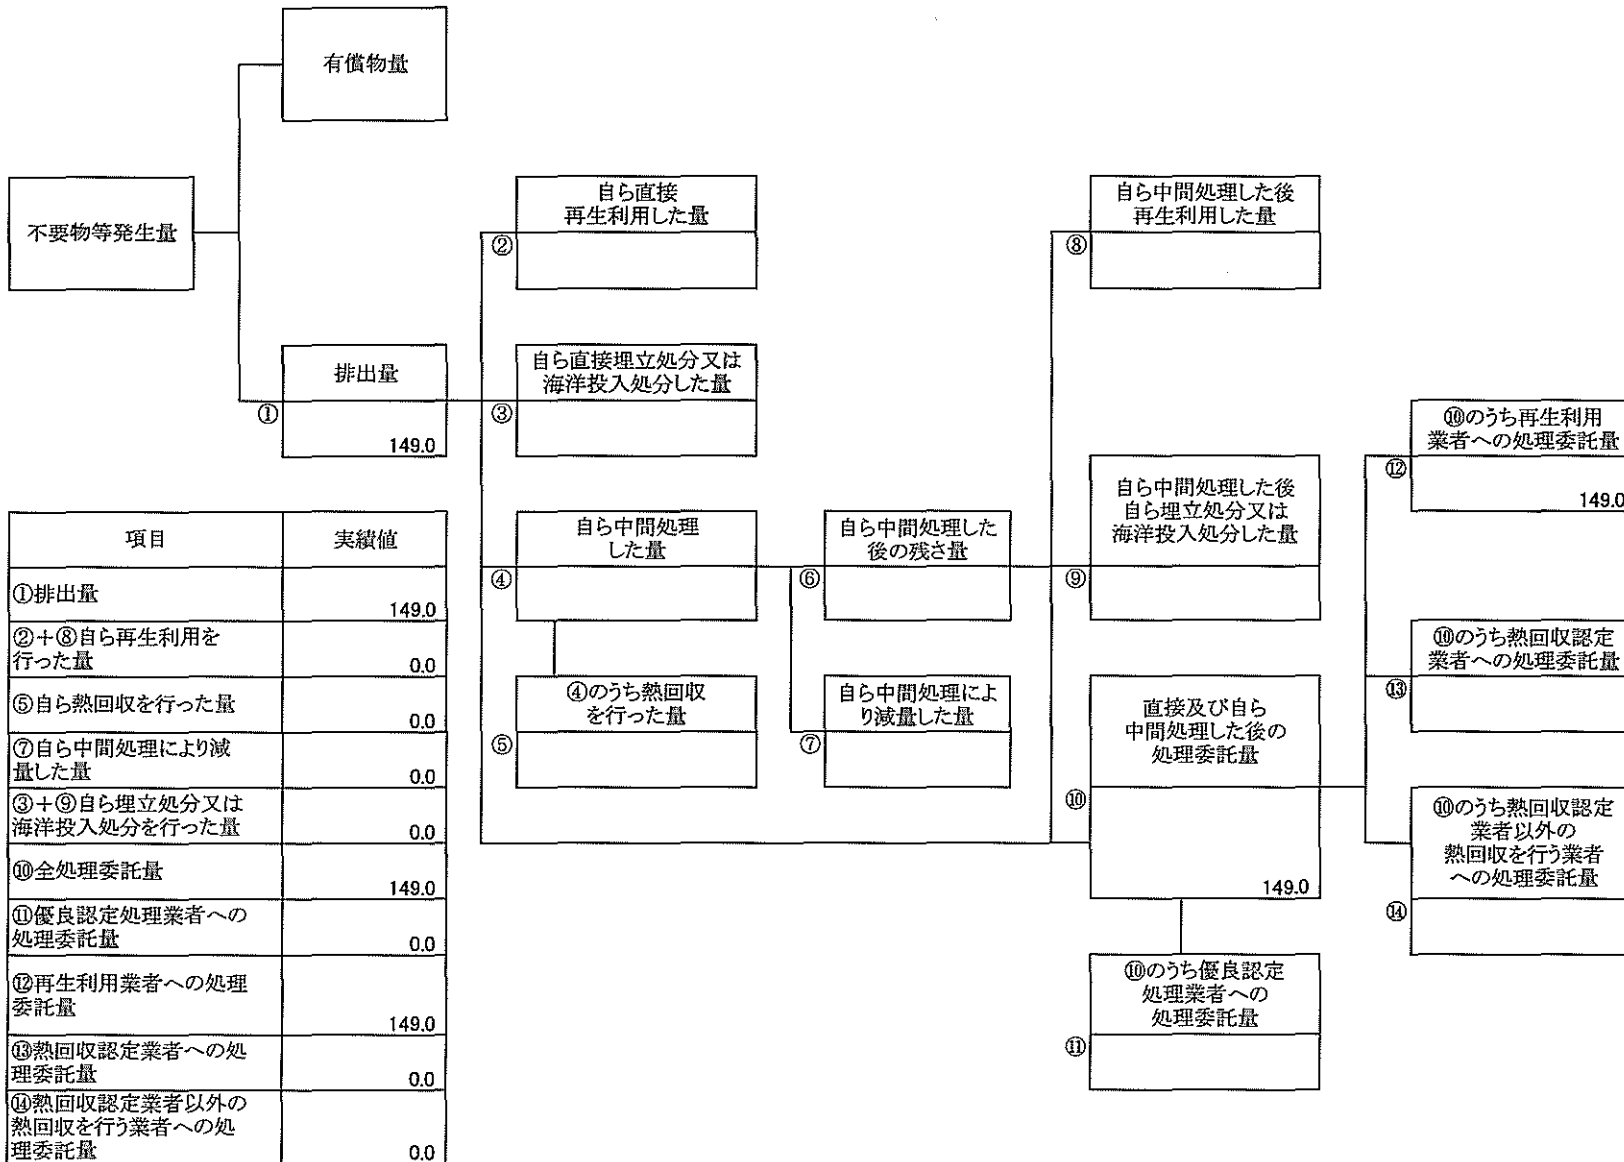 有償物量
不要物等発生量
自ら直接
再生利用した量
②
自ら中間処理した後
再生利用した量
⑧
排出量
①
149.0
自ら直接埋立処分又は
海洋投入処分した量
③
⑩のうち再生利用
業者への処理委託量
⑫
149.0
自ら中間処理した後
自ら埋立処分又は
海洋投入処分した量
⑨
自ら中間処理
した量
④
自ら中間処理した
後の残さ量
⑥
⑩のうち熱回収認定
業者への処理委託量
⑬
④のうち熱回収
を行った量
⑤
自ら中間処理によ
り減量した量
⑦
直接及び自ら
中間処理した後の
処理委託量
⑩
149.0
⑩のうち熱回収認定
業者以外の
熱回収を行う業者
への処理委託量
⑭
⑩のうち優良認定
処理業者への
処理委託量
⑪
項目 実績値
①排出量 149.0
②＋⑧自ら再生利用を
行った量 0.0
⑤自ら熱回収を行った量 0.0
⑦自ら中間処理により減
量した量 0.0
③＋⑨自ら埋立処分又は
海洋投入処分を行った量 0.0
⑩全処理委託量 149.0
⑪優良認定処理業者への
処理委託量 0.0
⑫再生利用業者への処理
委託量 149.0
⑬熱回収認定業者への処
理委託量 0.0
⑭熱回収認定業者以外の
熱回収を行う業者への処
理委託量 0.0